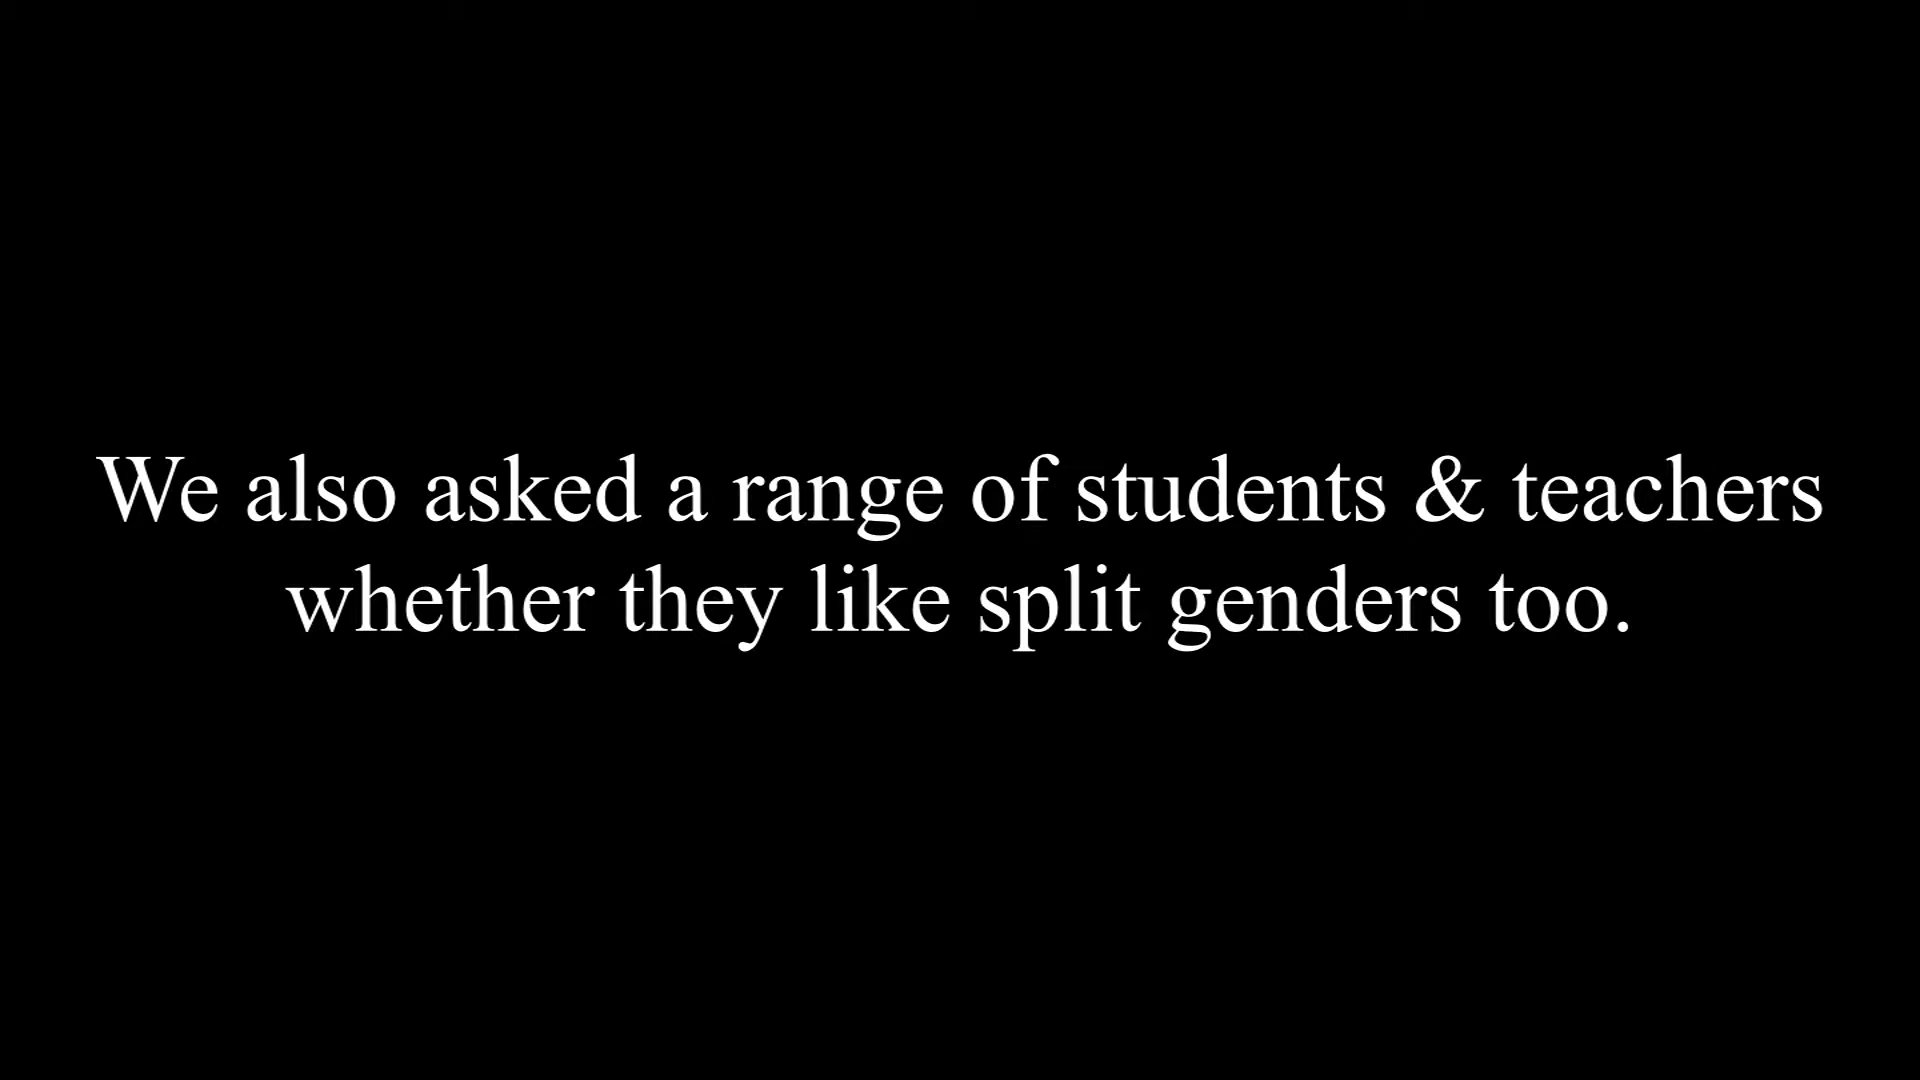 We also asked a range of students & teachers
whether they like split genders too.